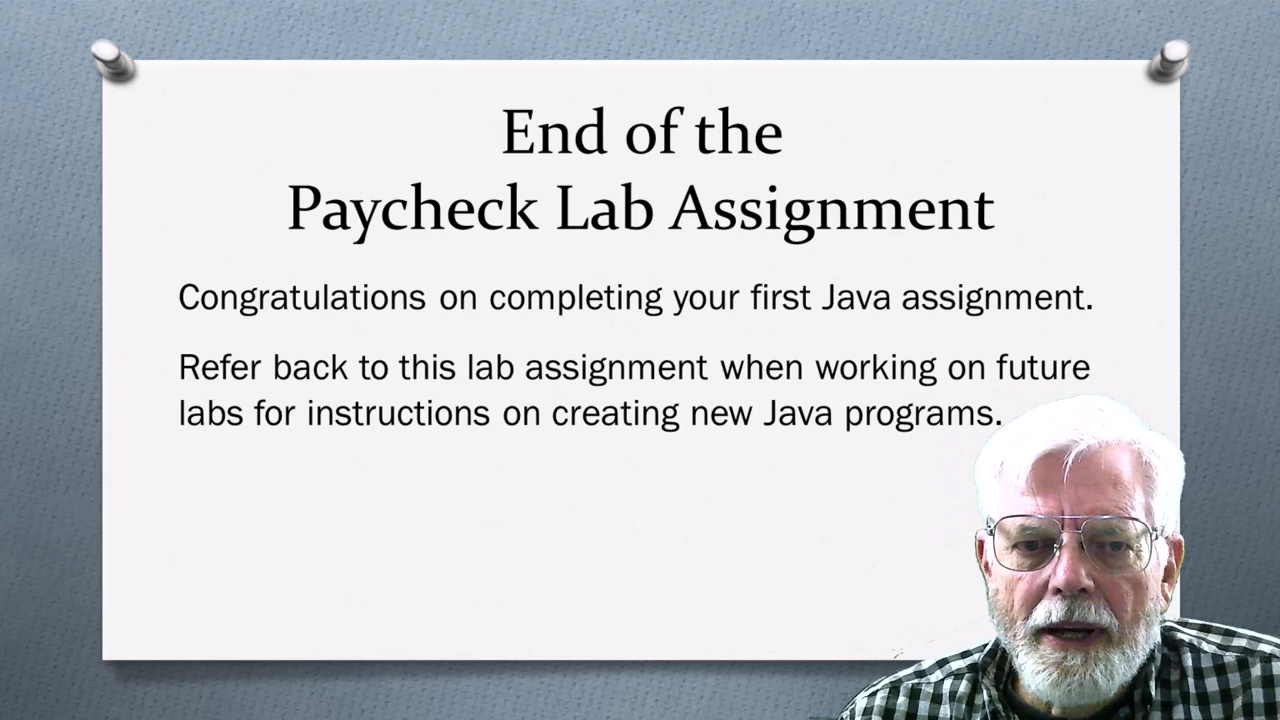 End of the
Paycheck Lab Assignment
Congratulations on completing your first Java assignment.
Refer back to this lab assignment when working on future
labs for instructions on creating new Java programs.